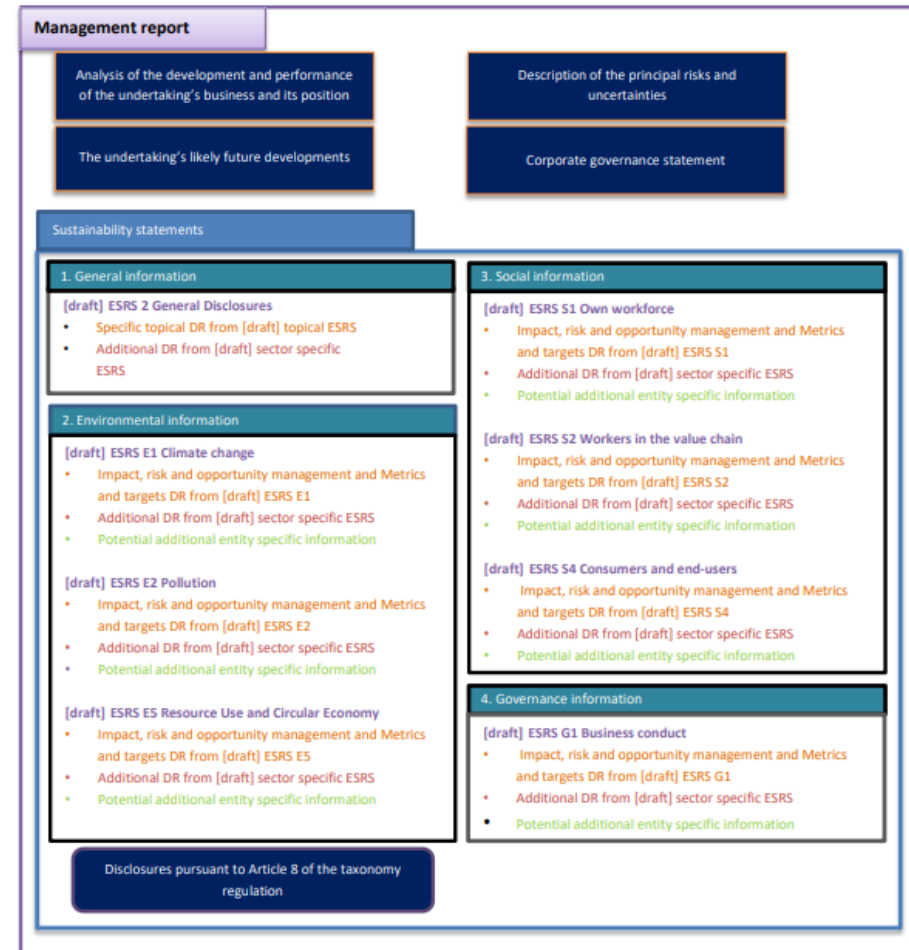 Management report
Analysis of the development and performance
of the undertaking's business and its position
Description of the principal risks and
uncertainties
The undertaking's likely future developments
Corporate governance statement
Sustainability statements
1. General information
[draft] ESRS 2 General Disclosures
• Specific topical DR from [draft] topical ESRS
• Additional DR from [draft] sector specific
ESRS
2. Environmental information
[draft] ESRS E1 Climate change
• Impact, risk and opportunity management and Metrics
and targets DR from [draft] ESRS E1
• Additional DR from [draft] sector specific ESRS
• Potential additional entity specific information
[draft] ESRS E2 Pollution
• Impact, risk and opportunity management and Metrics
and targets DR from [draft] ESRS E2
• Additional DR from [draft] sector specific ESRS
• Potential additional entity specific information
[draft] ESRS E5 Resource Use and Circular Economy
• Impact, risk and opportunity management and Metrics
and targets DR from [draft] ESRS E5
• Additional DR from [draft] sector specific ESRS
• Potential additional entity specific information
Disclosures pursuant to Article 8 of the taxonomy
regulation
3. Social information
[draft] ESRS S1 Own workforce
• Impact, risk and opportunity management and Metrics
and targets DR from [draft] ESRS S1
• Additional DR from [draft] sector specific ESRS
• Potential additional entity specific information
[draft] ESRS S2 Workers in the value chain
• Impact, risk and opportunity management and Metrics
and targets DR from [draft] ESRS S2
• Additional DR from [draft] sector specific ESRS
• Potential additional entity specific information
[draft] ESRS S4 Consumers and end-users
• Impact, risk and opportunity management and Metrics
and targets DR from [draft] ESRS S4
• Additional DR from [draft] sector specific ESRS
• Potential additional entity specific information
4. Governance information
[draft] ESRS G1 Business conduct
• Impact, risk and opportunity management and Metrics
and targets DR from [draft] ESRS G1
• Additional DR from [draft] sector specific ESRS
• Potential additional entity specific information